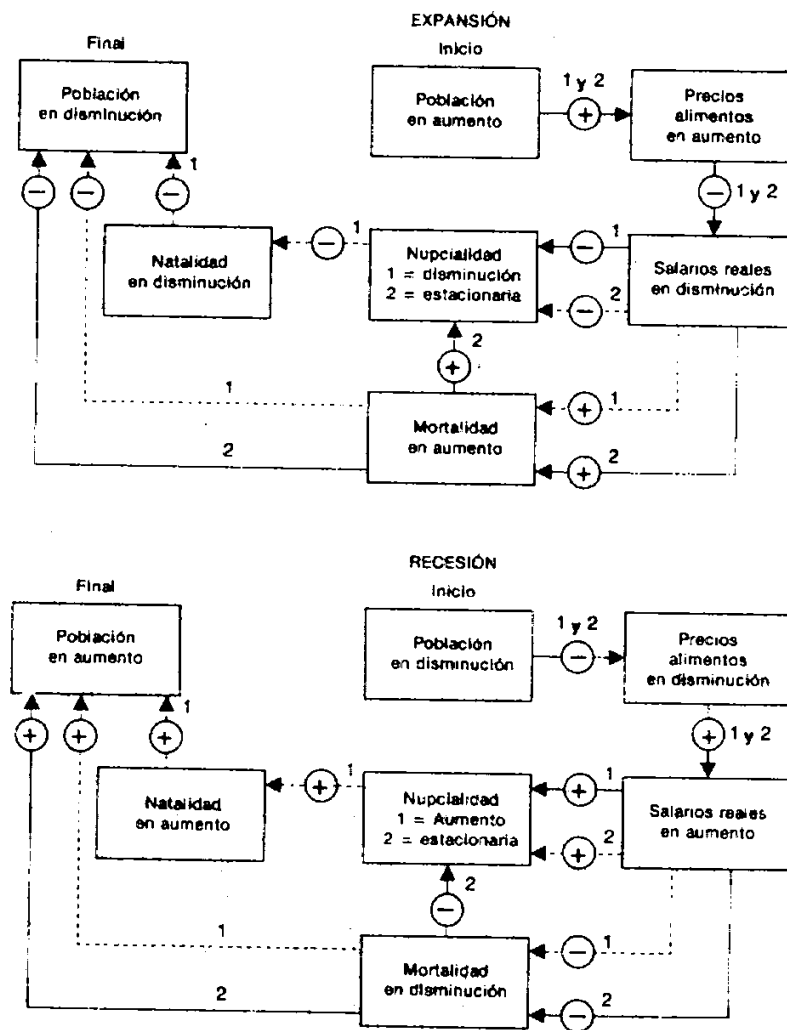 EXPANSIÓN
Final
Inicio
Población
en disminución
Población
en aumento
1 y 2
+
Precios
alimentos
en aumento
−
1 y 2
−
−
−
1
Natalidad
en disminución
−
1
Nupcialidad
1 = disminución
2 = estacionaria
−
1
−
2
Salarios reales
en disminución
2
+
1
Mortalidad
en aumento
+
1
2
+
2
RECESIÓN
Final
Inicio
Población
en aumento
Población
en disminución
1 y 2
−
Precios
alimentos
en disminución
+
1 y 2
+
+
+
1
Natalidad
en aumento
+
1
Nupcialidad
1 = Aumento
2 = estacionaria
+
1
+
2
Salarios reales
en aumento
2
−
1
Mortalidad
en disminución
−
1
2
−
2